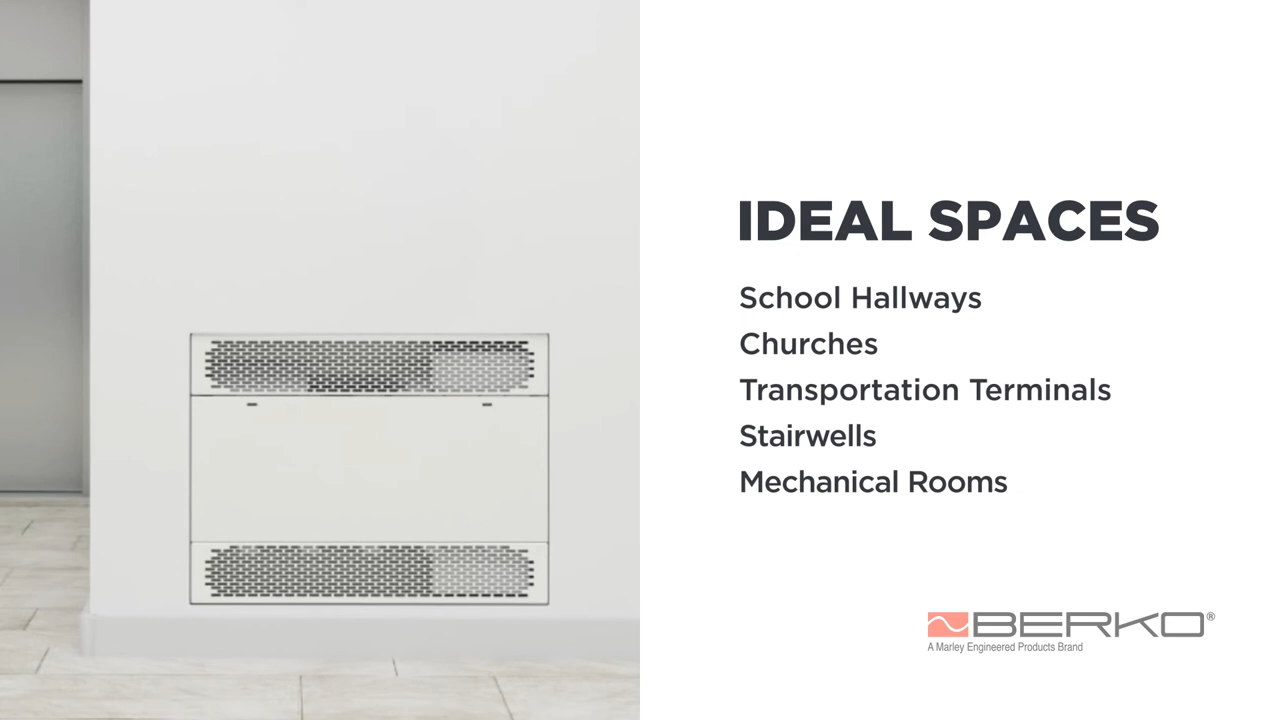 IDEAL SPACES
School Hallways
Churches
Transportation Terminals
Stairwells
Mechanical Rooms
BERKO®
A Marley Engineered Products Brand